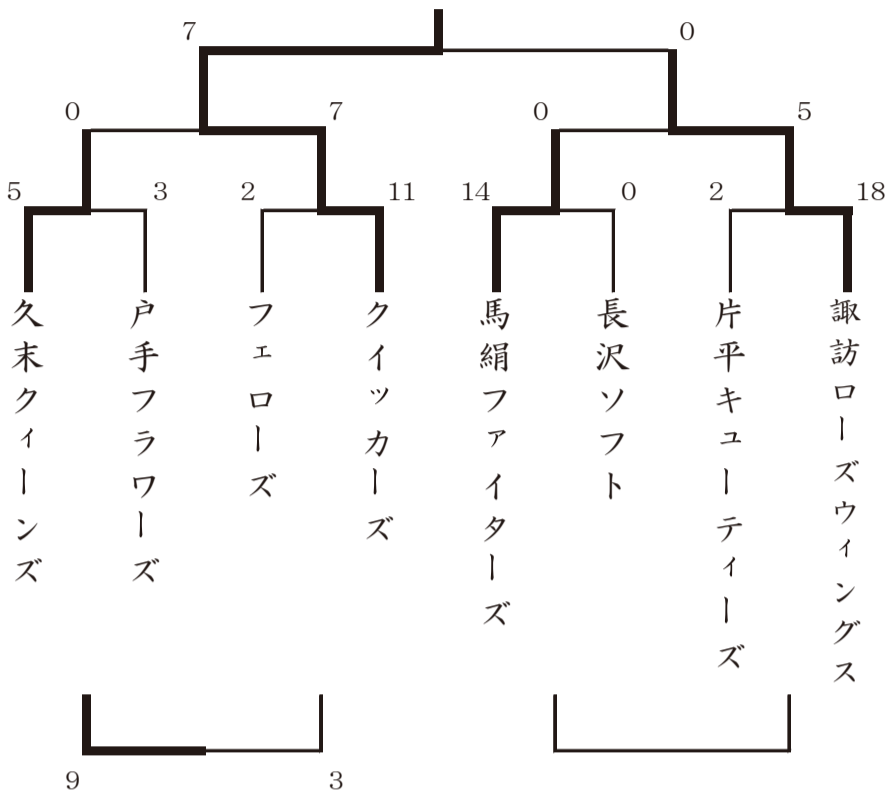 7 0
0 7 0 5
5 3 2 11 14 0 2 18
久末クィーンズ
戸手フラワーズ
フェローズ
クイッカーズ
馬絹ファイターズ
長沢ソフト
片平キューティーズ
諏訪ローズウィングス
9 3